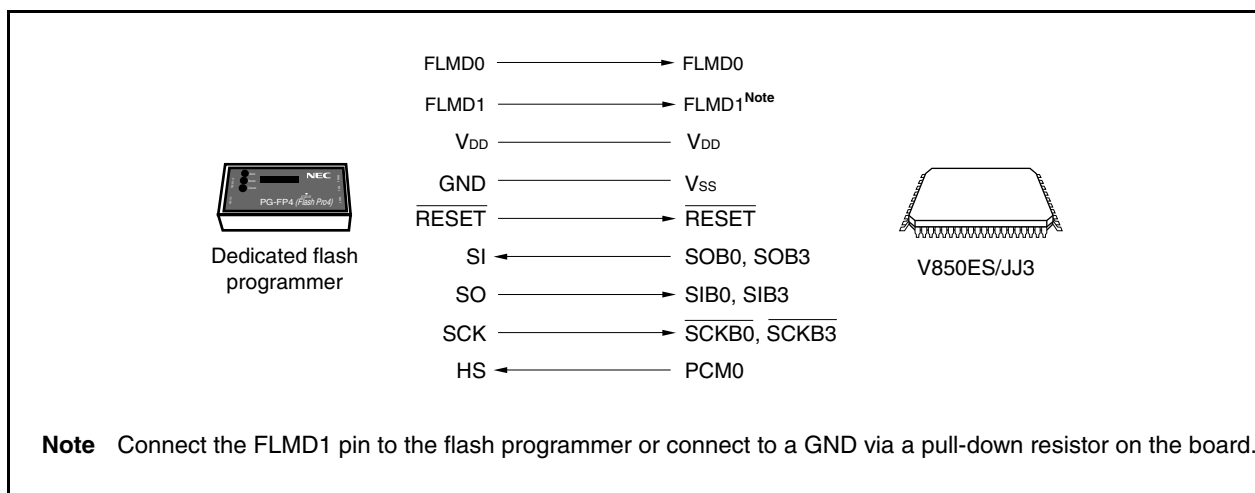 FLMD0 FLMD0
FLMD1 FLMD1Note
VDD VDD
GND VSS
RESET RESET
SI SOB0, SOB3
SO SIB0, SIB3
SCK SCKB0, SCKB3
HS PCM0
NEC
PG-FP4 (Flash Pro4)
Dedicated flash
programmer
V850ES/JJ3
Note Connect the FLMD1 pin to the flash programmer or connect to a GND via a pull-down resistor on the board.